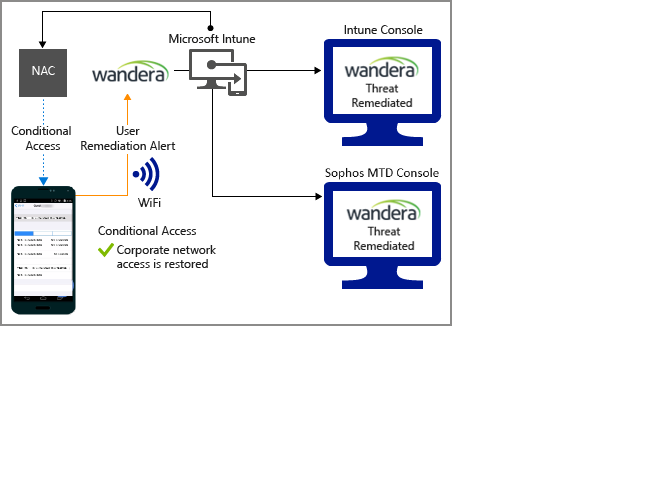 Microsoft Intune
Intune Console
NAC
wandera
wandera
Threat
Remediated
Conditional
Access
User
Remediation Alert
WiFi
Sophos MTD Console
wandera
Threat
Remediated
Conditional Access
Corporate network
access is restored